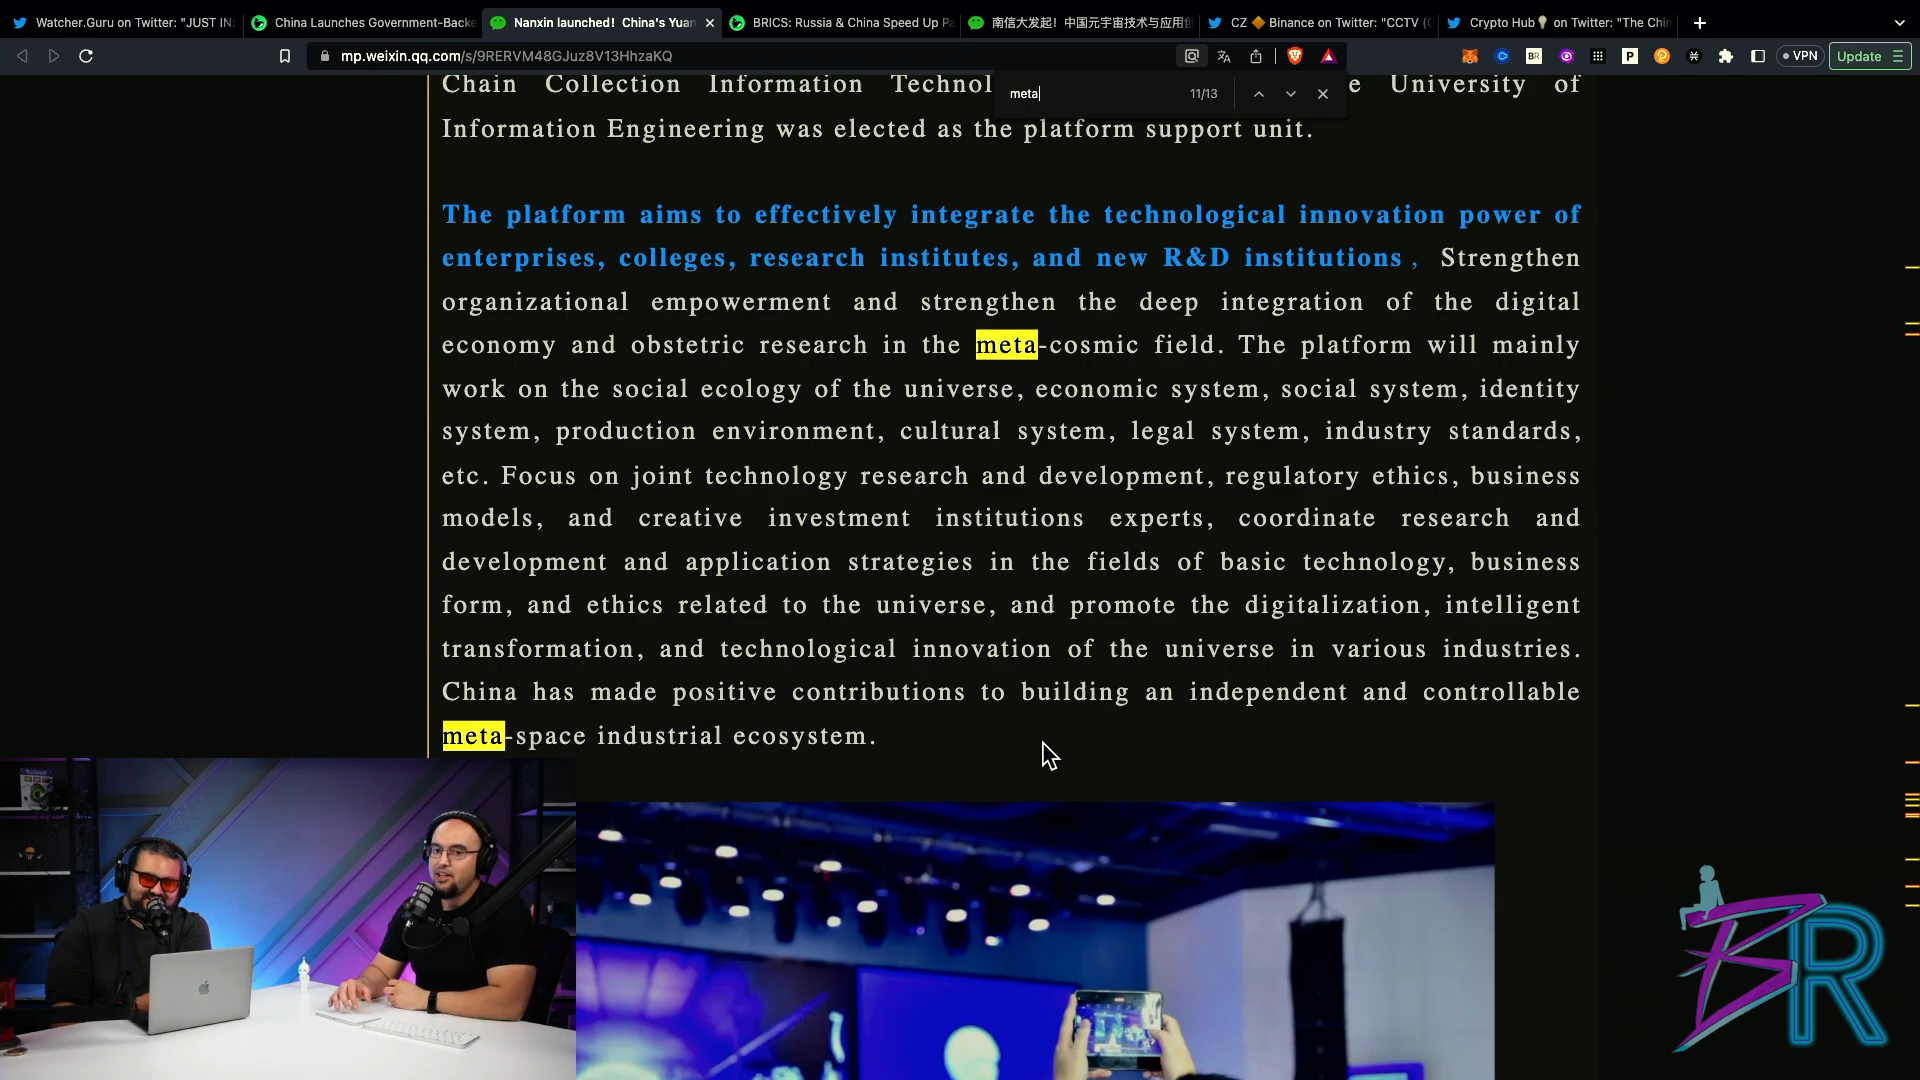 Watcher.Guru on Twitter: "JUST IN:
China Launches Government-Backe
Nanxin launched! China's Yuan
BRICS: Russia & China Speed Up Pa
南信大发起！中国元宇宙技术与应用创
CZ 🔶 Binance on Twitter: "CCTV (C
Crypto Hub💡 on Twitter: "The Chin
mp.weixin.qq.com/s/9RERVM48GJuz8V13HhzaKQ
VPN
Update
meta
11/13
Chain Collection Information Technol
e University of
Information Engineering was elected as the platform support unit.
The platform aims to effectively integrate the technological innovation power of
enterprises, colleges, research institutes, and new R&D institutions , Strengthen
organizational empowerment and strengthen the deep integration of the digital
economy and obstetric research in the meta-cosmic field. The platform will mainly
work on the social ecology of the universe, economic system, social system, identity
system, production environment, cultural system, legal system, industry standards,
etc. Focus on joint technology research and development, regulatory ethics, business
models, and creative investment institutions experts, coordinate research and
development and application strategies in the fields of basic technology, business
form, and ethics related to the universe, and promote the digitalization, intelligent
transformation, and technological innovation of the universe in various industries.
China has made positive contributions to building an independent and controllable
meta-space industrial ecosystem.
BR